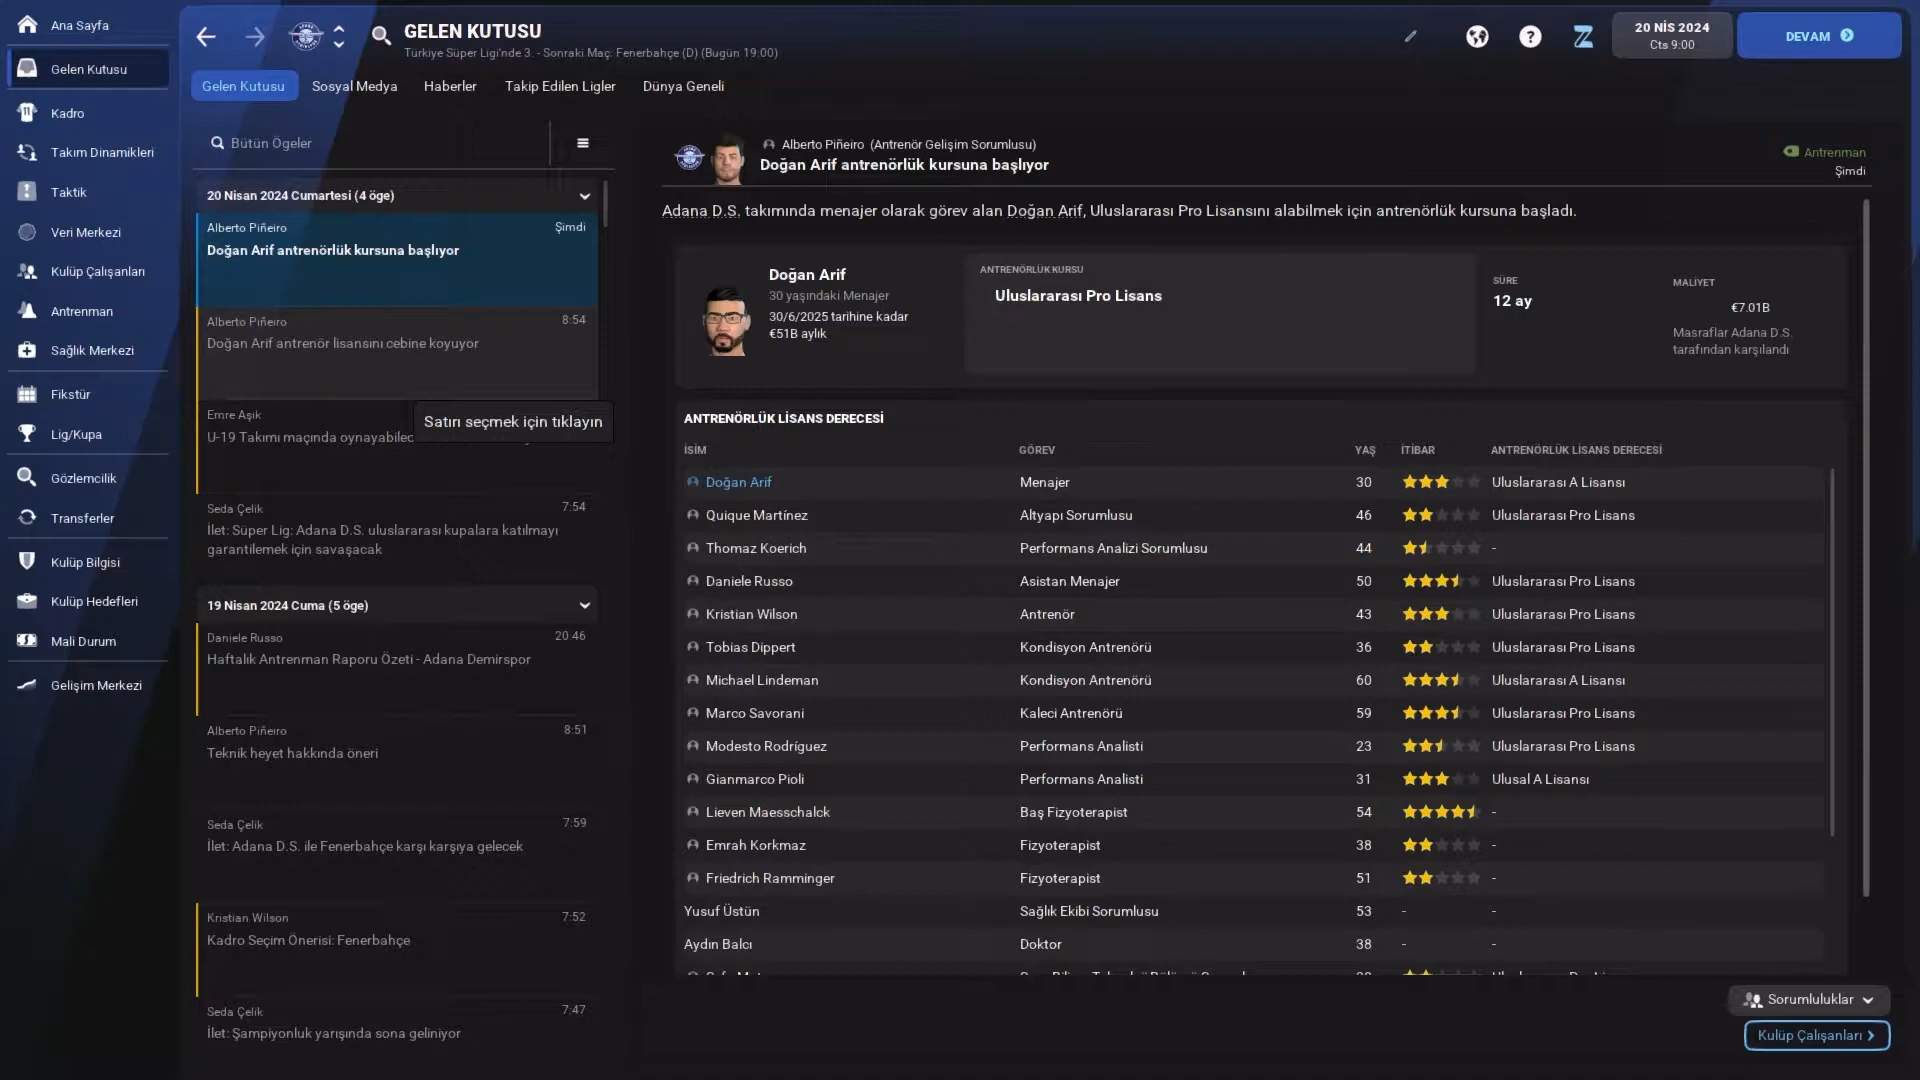 Ana Sayfa
Gelen Kutusu
Kadro
Takım Dinamikleri
Taktik
Veri Merkezi
Kulüp Çalışanları
Antrenman
Sağlık Merkezi
Fikstür
Lig/Kupa
Gözlemcilik
Transferler
Kulüp Bilgisi
Kulüp Hedefleri
Mali Durum
Gelişim Merkezi
GELEN KUTUSU
Türkiye Süper Ligi'nde 3. - Sonraki Maç: Fenerbahçe (D) (Bugün 19:00)
20 NİS 2024
Cts 9:00
DEVAM
Gelen Kutusu Sosyal Medya Haberler Takip Edilen Ligler Dünya Geneli
Bütün Ögeler
20 Nisan 2024 Cumartesi (4 öge)
Alberto Piñeiro Şimdi
Doğan Arif antrenörlük kursuna başlıyor
Alberto Piñeiro 8:54
Doğan Arif antrenör lisansını cebine koyuyor
Emre Aşık
U-19 Takımı maçında
Satırı seçmek için tıklayın
Seda Çelik 7:54
İlet: Süper Lig: Adana D.S. uluslararası kupalara katılmayı
garantilemek için savaşacak
19 Nisan 2024 Cuma (5 öge)
Daniele Russo 20:46
Haftalık Antrenman Raporu Özeti - Adana Demirspor
Alberto Piñeiro 8:51
Teknik heyet hakkında öneri
Seda Çelik 7:59
İlet: Adana D.S. ile Fenerbahçe karşı karşıya gelecek
Kristian Wilson 7:52
Kadro Seçim Önerisi: Fenerbahçe
Seda Çelik 7:47
İlet: Şampiyonluk yarışında sona geliniyor
Alberto Piñeiro (Antrenör Gelişim Sorumlusu)
Doğan Arif antrenörlük kursuna başlıyor
Antrenman
Şimdi
Adana D.S. takımında menajer olarak görev alan Doğan Arif, Uluslararası Pro Lisansını alabilmek için antrenörlük kursuna başladı.
Doğan Arif
30 yaşındaki Menajer
30/6/2025 tarihine kadar
€51B aylık
ANTRENÖRLÜK KURSU
Uluslararası Pro Lisans
SÜRE
12 ay
MALİYET
€7.01B
Masraflar Adana D.S.
tarafından karşılandı
ANTRENÖRLÜK LİSANS DERECESİ
İSİM GÖREV YAŞ İTİBAR ANTRENÖRLÜK LİSANS DERECESİ
Doğan Arif Menajer 30 Uluslararası A Lisansı
Quique Martínez Altyapı Sorumlusu 46 Uluslararası Pro Lisans
Thomaz Koerich Performans Analizi Sorumlusu 44 -
Daniele Russo Asistan Menajer 50 Uluslararası Pro Lisans
Kristian Wilson Antrenör 43 Uluslararası Pro Lisans
Tobias Dippert Kondisyon Antrenörü 36 Uluslararası Pro Lisans
Michael Lindeman Kondisyon Antrenörü 60 Uluslararası A Lisansı
Marco Savorani Kaleci Antrenörü 59 Uluslararası Pro Lisans
Modesto Rodríguez Performans Analisti 23 Uluslararası Pro Lisans
Gianmarco Pioli Performans Analisti 31 Ulusal A Lisansı
Lieven Maesschalck Baş Fizyoterapist 54 -
Emrah Korkmaz Fizyoterapist 38 -
Friedrich Ramminger Fizyoterapist 51 -
Yusuf Üstün Sağlık Ekibi Sorumlusu 53 - -
Aydın Balcı Doktor 38 - -
Sorumluluklar
Kulüp Çalışanları